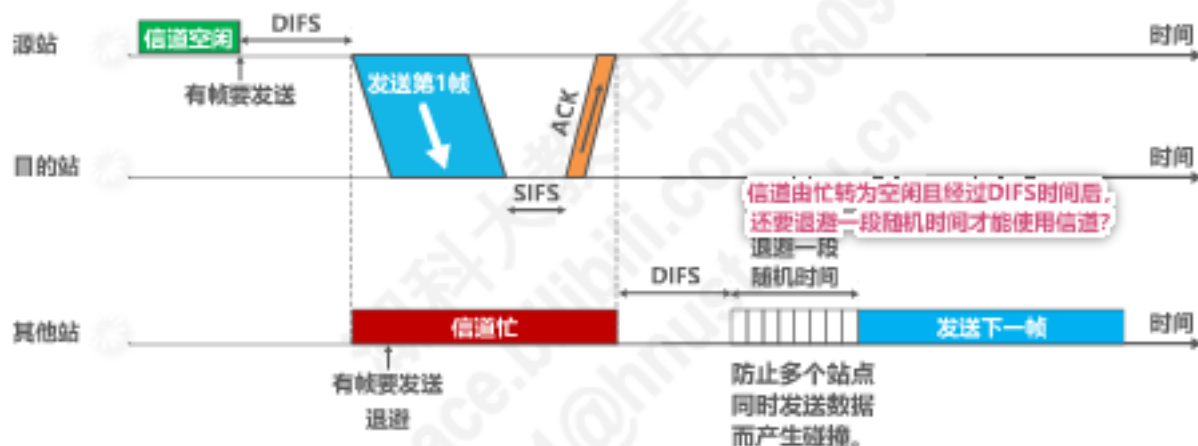 源站
信道空闲
DIFS
时间
有帧要发送
发送第1帧
ACK
目的站
时间
SIFS
信道由忙转为空闲且经过DIFS时间后，
还要退避一段随机时间才能使用信道？
退避一段
随机时间
DIFS
其他站
信道忙
发送下一帧
时间
有帧要发送
退避
防止多个站点
同时发送数据
而产生碰撞。